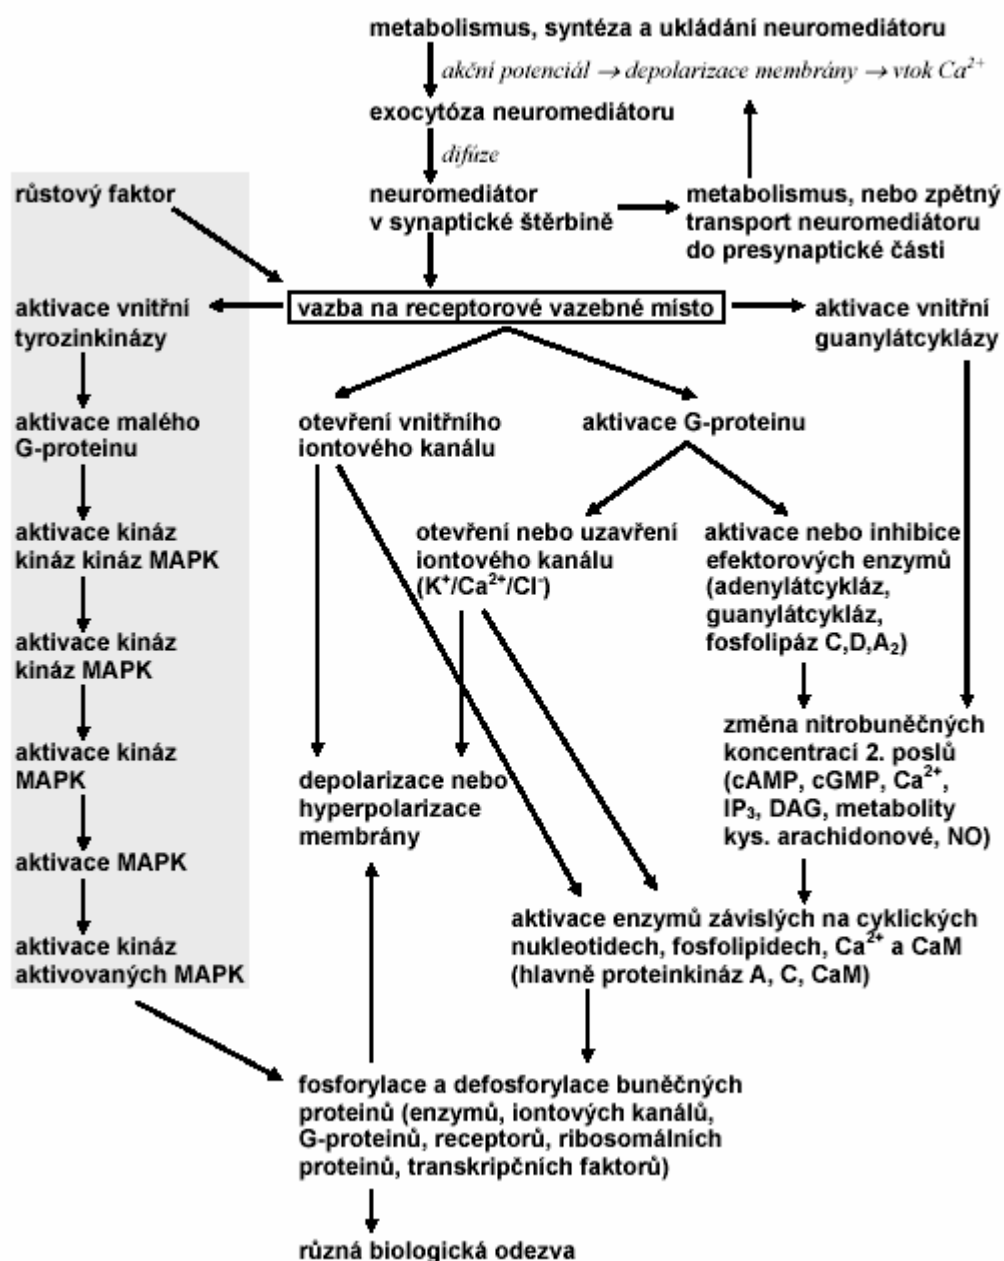 metabolismus, syntéza a ukládání neuromediátoru
akční potenciál → depolarizace membrány → vtok Ca²⁺
exocytóza neuromediátoru
difúze
růstový faktor
neuromediátor
v synaptické štěrbině
metabolismus, nebo zpětný
transport neuromediátoru
do presynaptické části
aktivace vnitřní
tyrozinkinázy
vazba na receptorové vazebné místo
aktivace vnitřní
guanylátcyklázy
aktivace malého
G-proteinu
otevření vnitřního
iontového kanálu
aktivace G-proteinu
aktivace kináz
kináz kináz MAPK
otevření nebo uzavření
iontového kanálu
(K⁺/Ca²⁺/Cl⁻)
aktivace nebo inhibice
efektorových enzymů
(adenylátcykláz,
guanylátcykláz,
fosfolipáz C,D,A₂)
aktivace kináz
kináz MAPK
aktivace kináz
MAPK
depolarizace nebo
hyperpolarizace
membrány
změna nitrobuněčných
koncentrací 2. poslů
(cAMP, cGMP, Ca²⁺,
IP₃, DAG, metabolity
kys. arachidonové, NO)
aktivace MAPK
aktivace kináz
aktivovaných MAPK
aktivace enzymů závislých na cyklických
nukleotidech, fosfolipidech, Ca²⁺ a CaM
(hlavně proteinkináz A, C, CaM)
fosforylace a defosforylace buněčných
proteinů (enzymů, iontových kanálů,
G-proteinů, receptorů, ribosomálních
proteinů, transkripčních faktorů)
různá biologická odezva